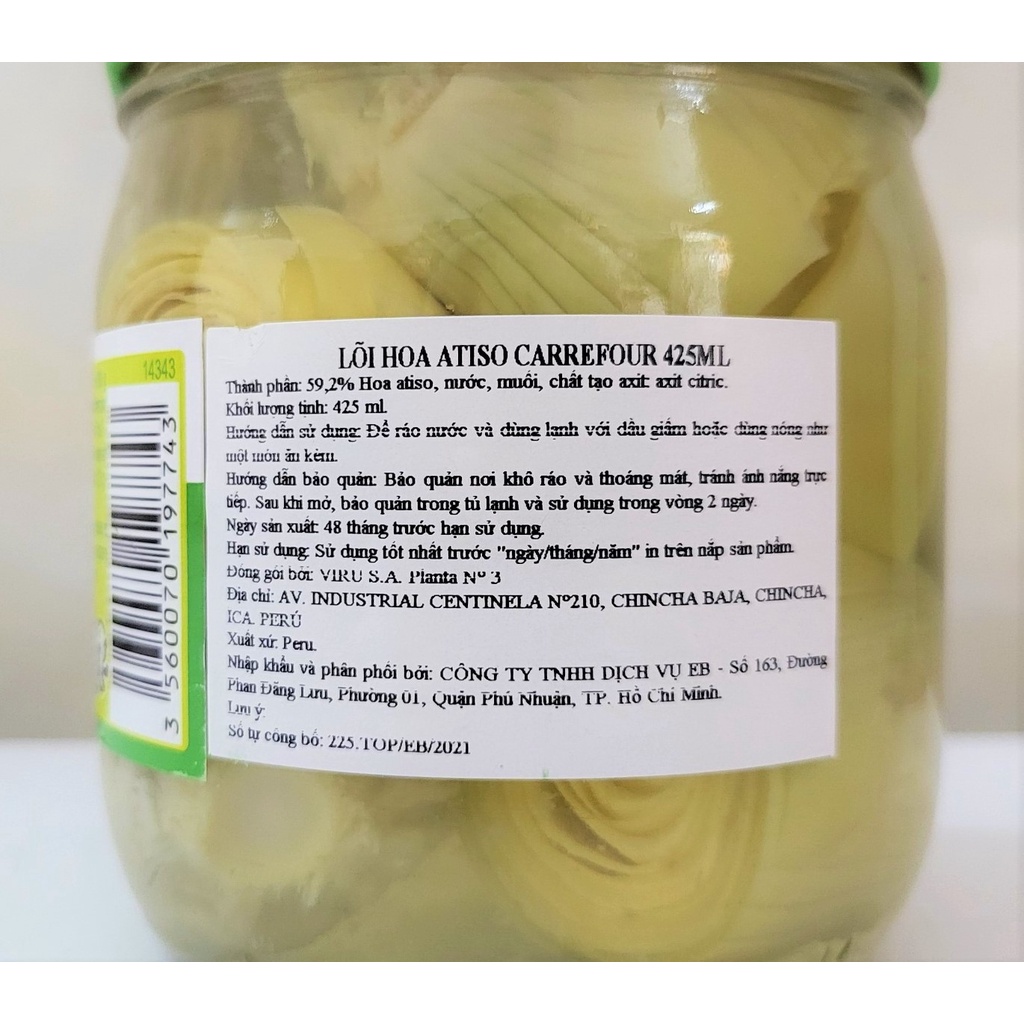 LÕI HOA ATISO CARREFOUR 425ML
Thành phần: 59,2% Hoa atiso, nước, muối, chất tạo axit: axit citric.
Khối lượng tịnh: 425 ml.
Hướng dẫn sử dụng: Để ráo nước và dùng lạnh với dầu giấm hoặc dùng nóng như
một món ăn kèm.
Hướng dẫn bảo quản: Bảo quản nơi khô ráo và thoáng mát, tránh ánh nắng trực
tiếp. Sau khi mở, bảo quản trong tủ lạnh và sử dụng trong vòng 2 ngày.
Ngày sản xuất: 48 tháng trước hạn sử dụng.
Hạn sử dụng: Sử dụng tốt nhất trước "ngày/tháng/năm" in trên nắp sản phẩm.
Đóng gói bởi: VIRU S.A. Planta Nº 3
Địa chỉ: AV. INDUSTRIAL CENTINELA Nº210, CHINCHA BAJA, CHINCHA,
ICA. PERÚ
Xuất xứ: Peru.
Nhập khẩu và phân phối bởi: CÔNG TY TNHH DỊCH VỤ EB - Số 163, Đường
Phan Đăng Lưu, Phường 01, Quận Phú Nhuận, TP. Hồ Chí Minh.
Lưu ý:
Số tự công bố: 225.TOP/EB/2021
14343
3 560070 197743